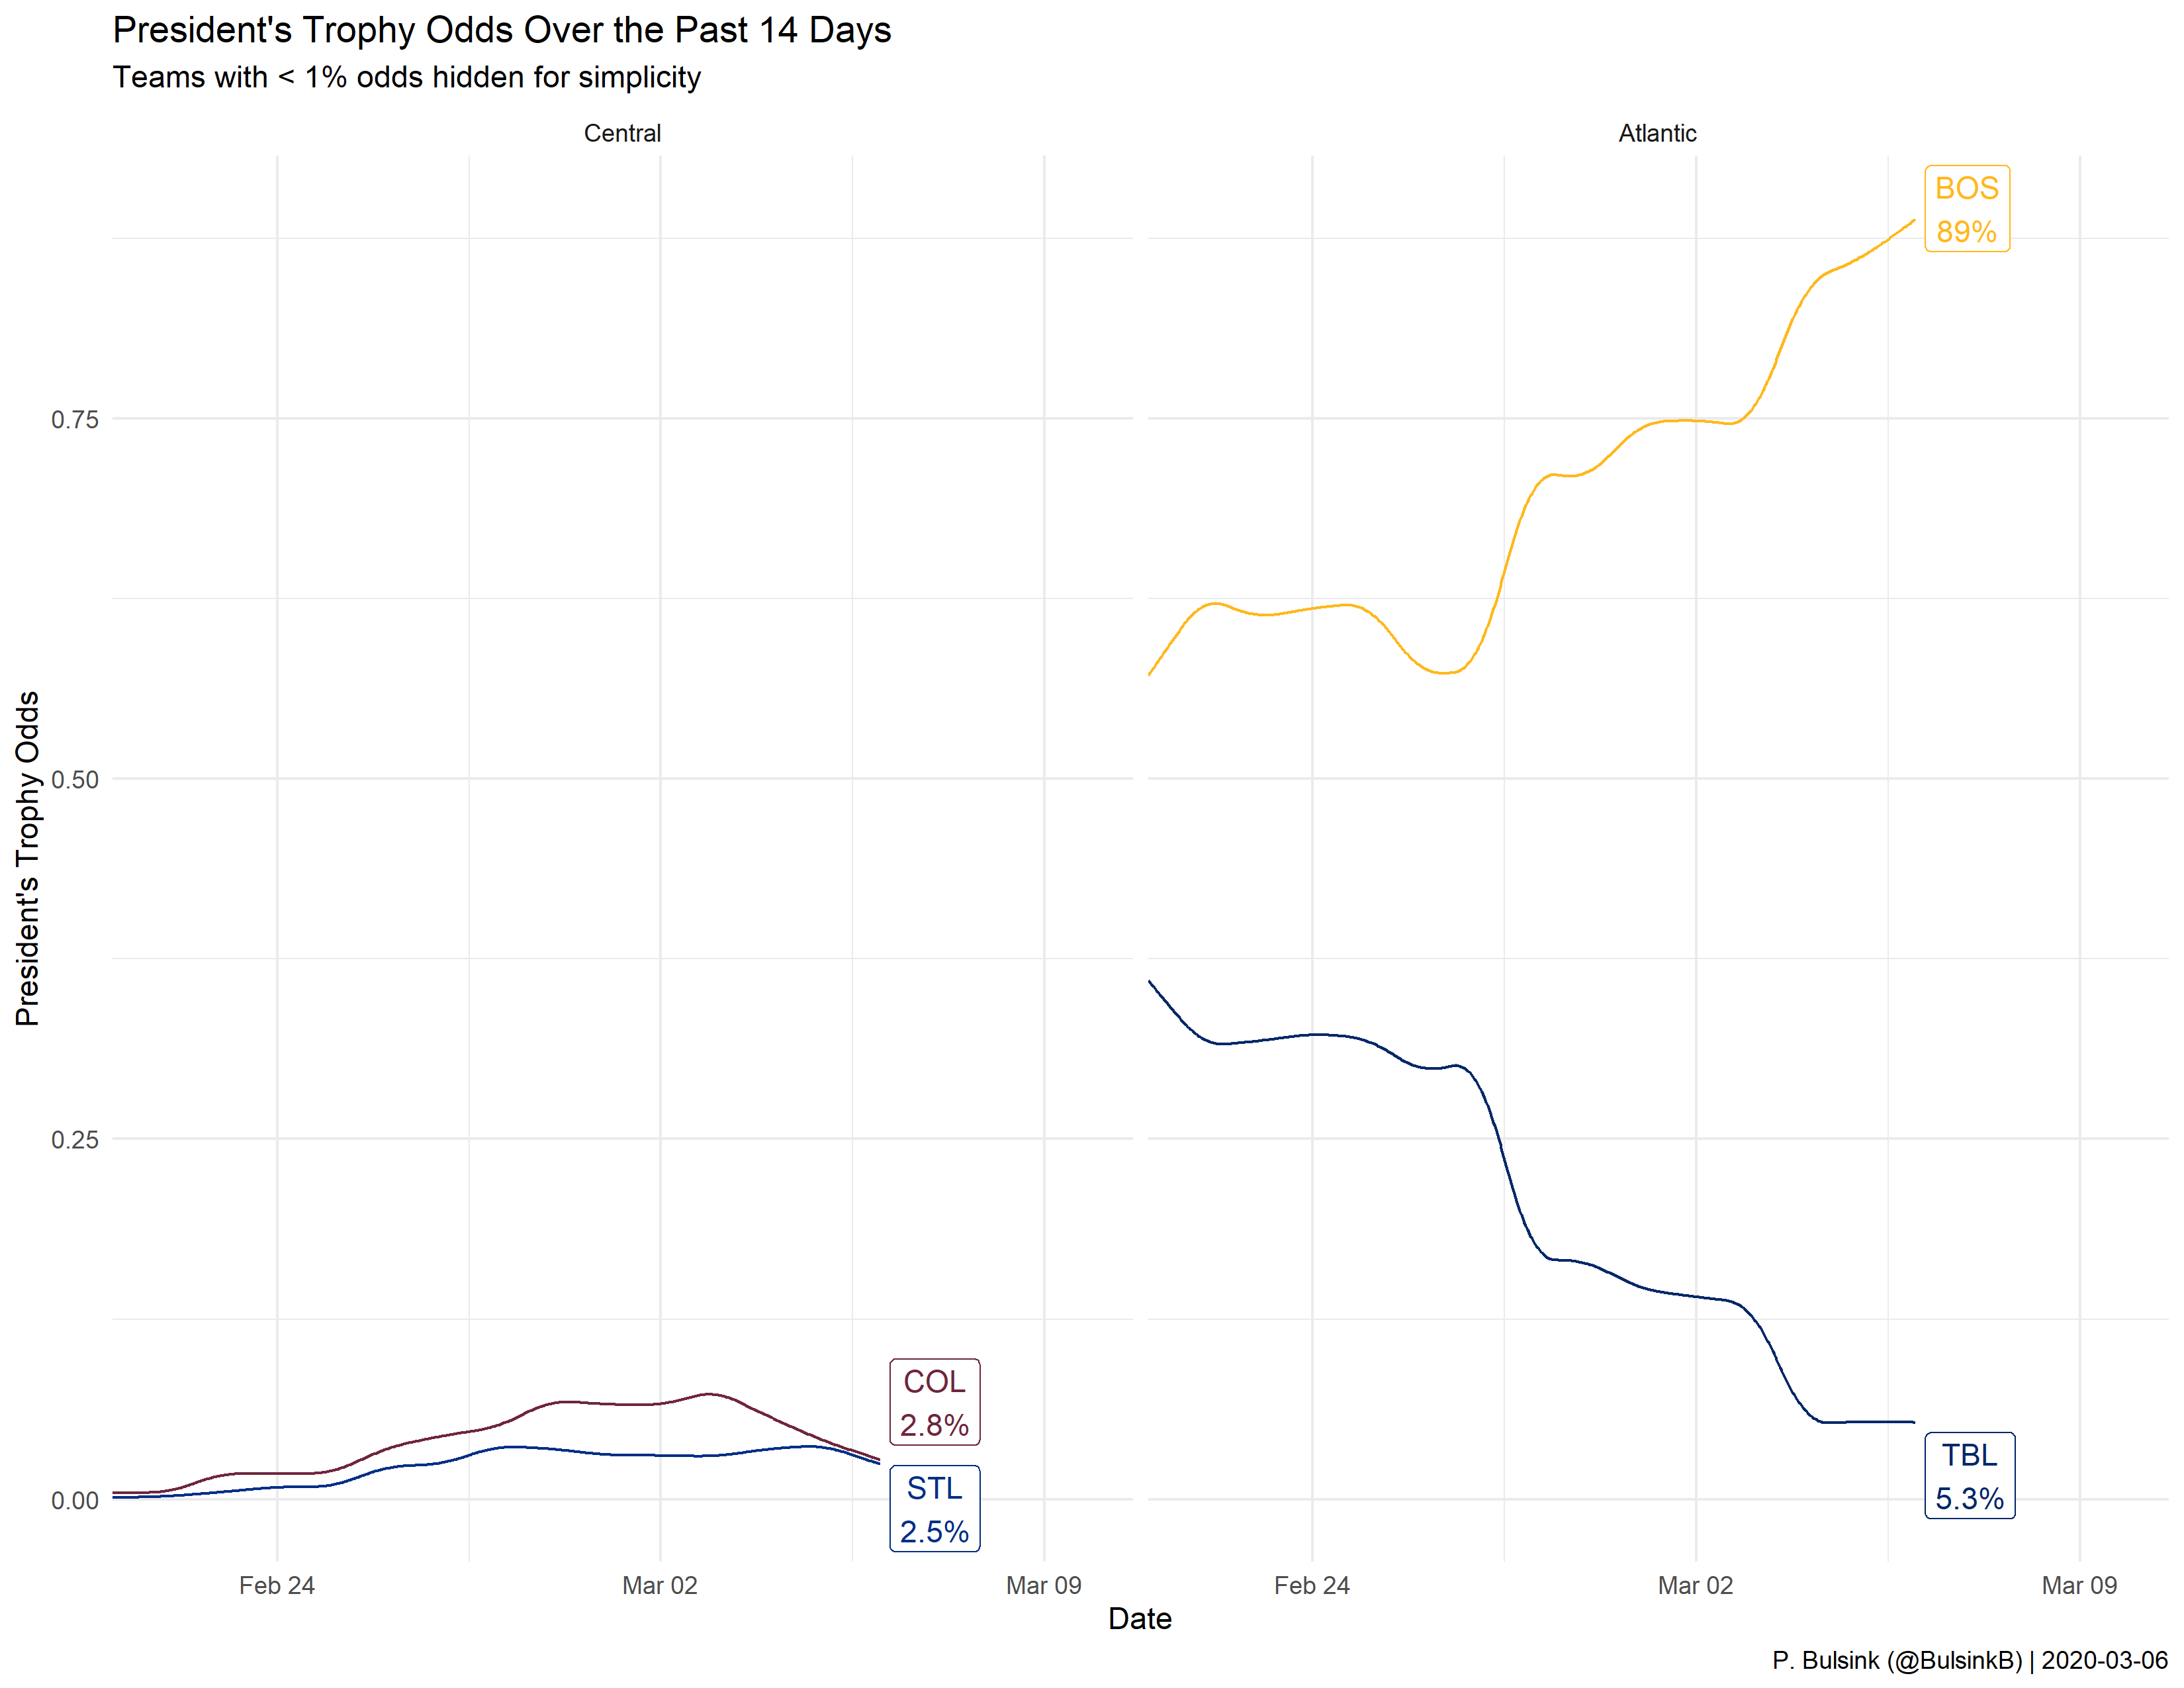 President's Trophy Odds Over the Past 14 Days
Teams with < 1% odds hidden for simplicity
Central
Atlantic
President's Trophy Odds
0.75
0.50
0.25
0.00
BOS
89%
COL
2.8%
STL
2.5%
TBL
5.3%
Feb 24
Mar 02
Mar 09
Feb 24
Mar 02
Mar 09
Date
P. Bulsink (@BulsinkB) | 2020-03-06